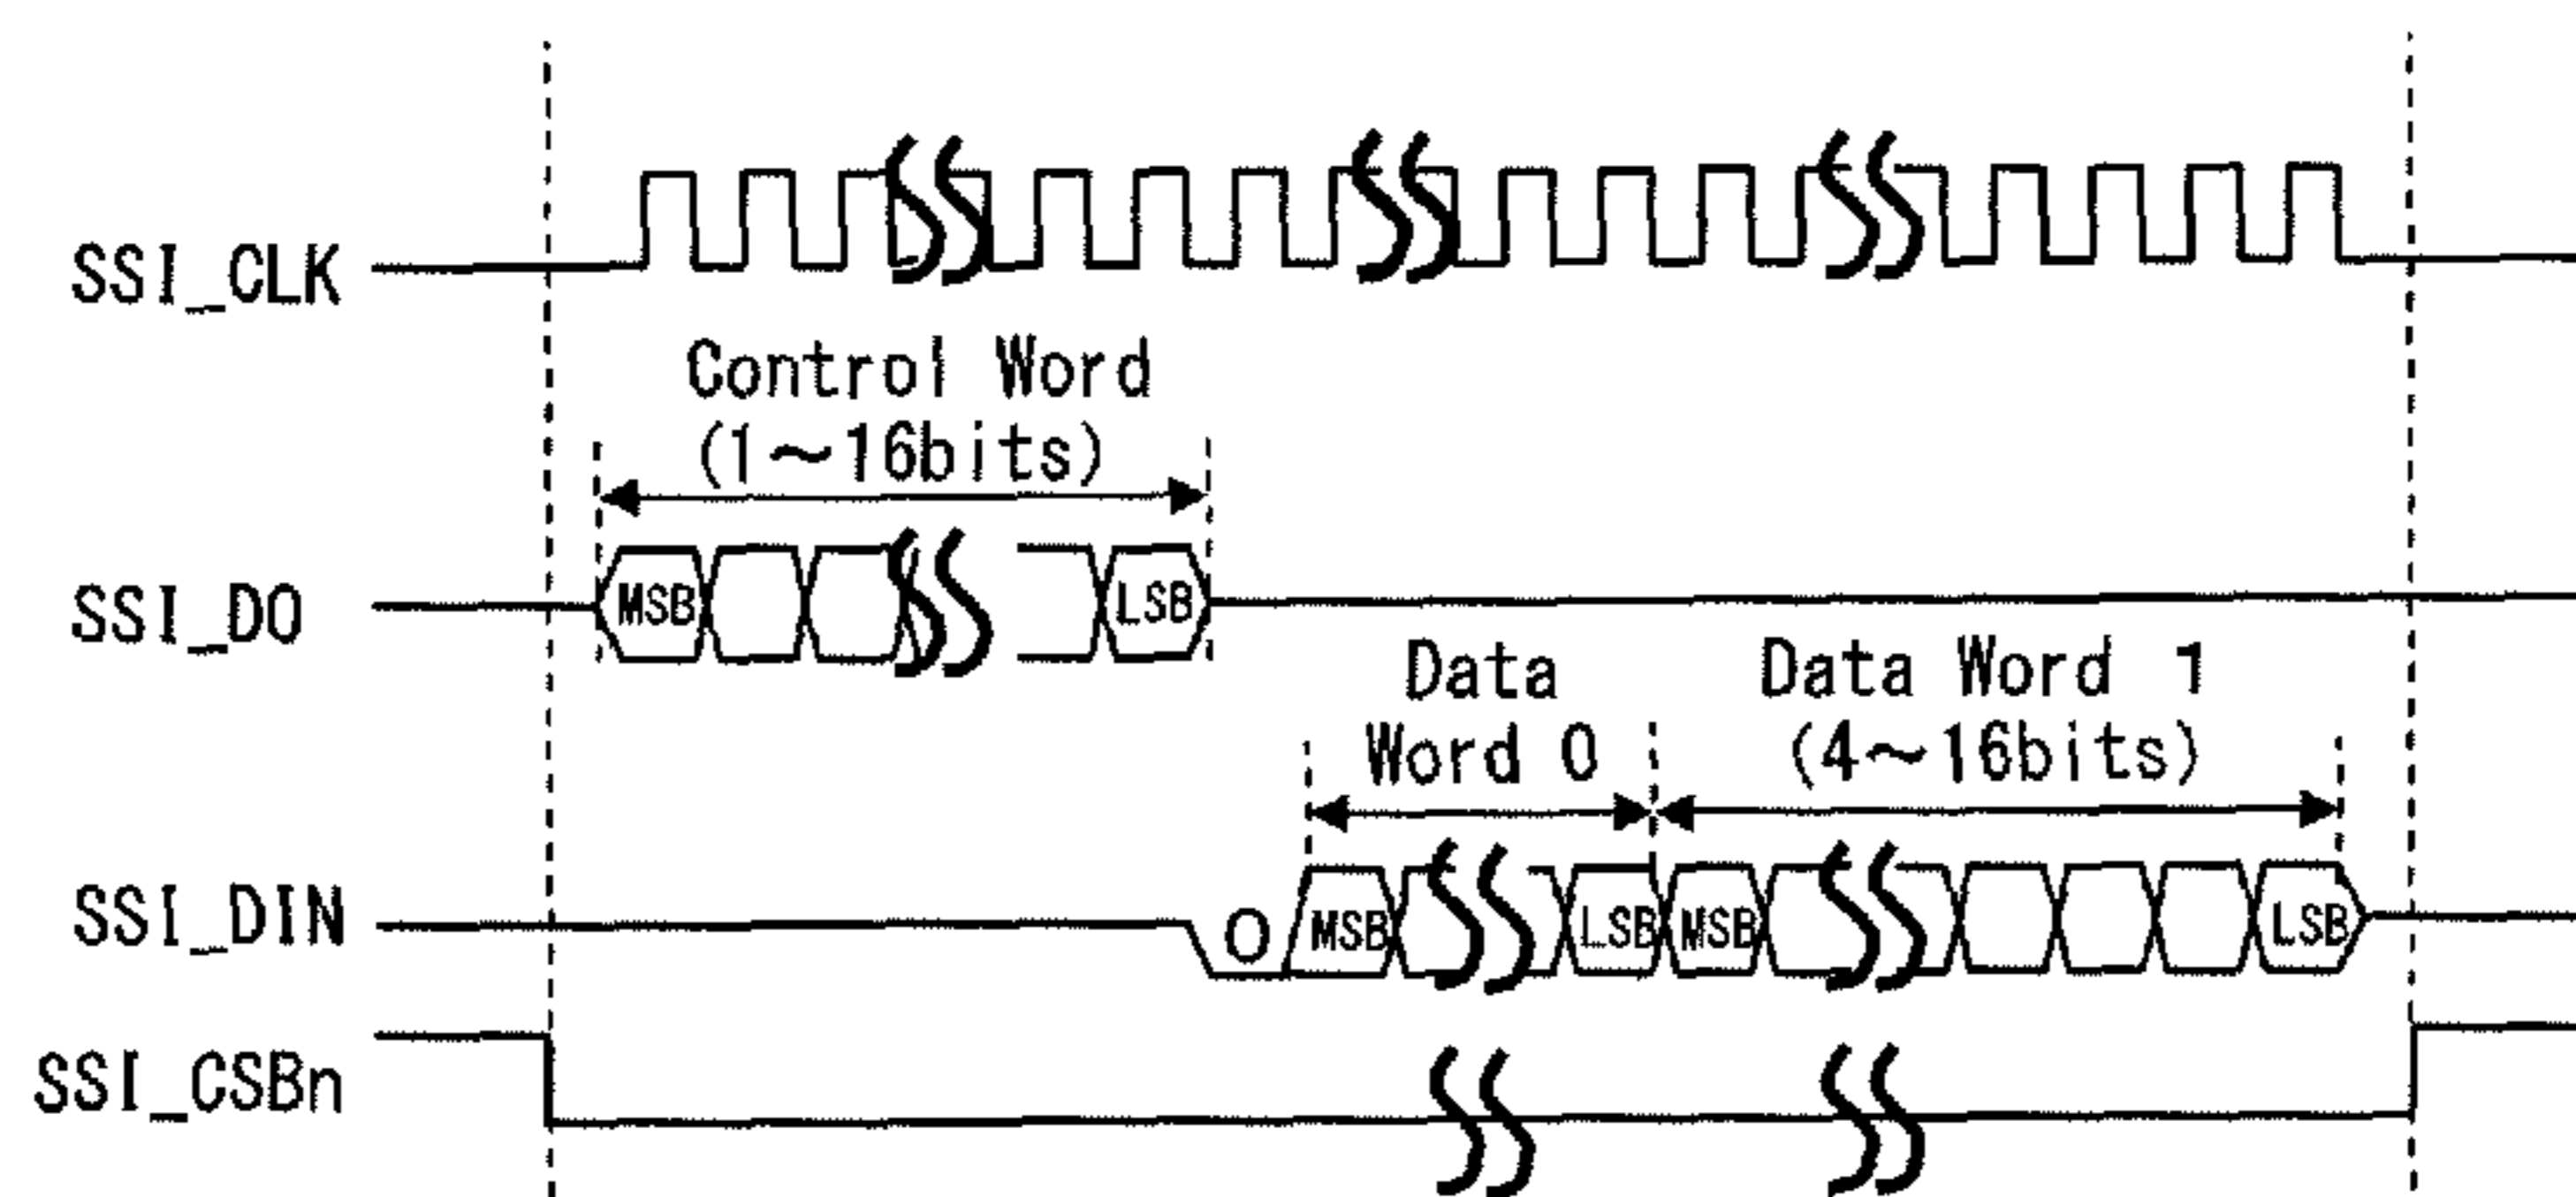 SSI_CLK
Control Word
(1～16bits)
SSI_DO
MSB
LSB
Data
Word 0
Data Word 1
(4～16bits)
SSI_DIN
0
MSB
LSB
MSB
LSB
SSI_CSBn